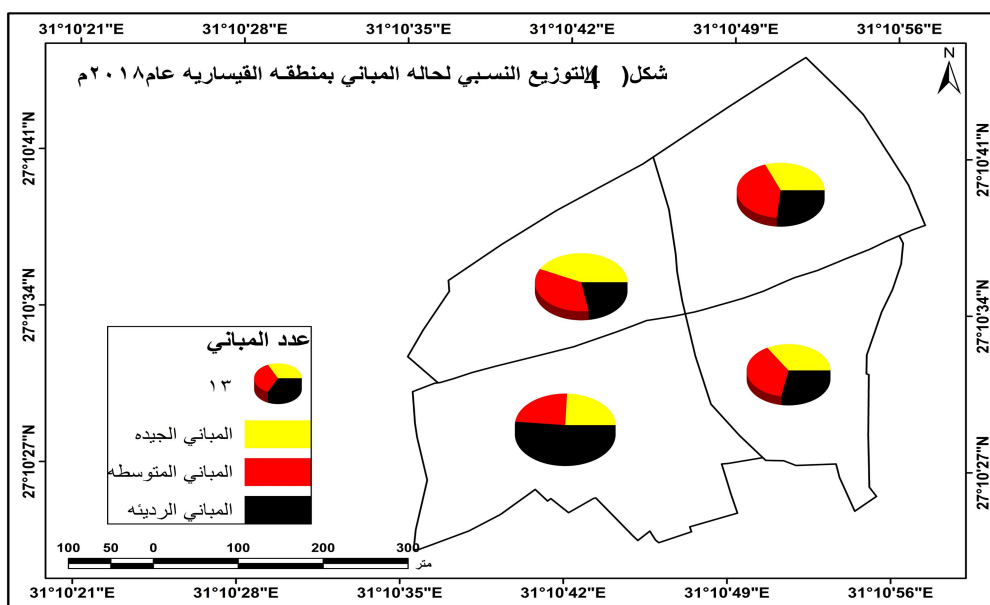 31°10'21"E 31°10'28"E 31°10'35"E 31°10'42"E 31°10'49"E 31°10'56"E
شكل( 4 التوزيع النسبي لحاله المباني بمنطقه القيساريه عام٢٠١٨م
N
27°10'41"N 27°10'41"N
27°10'34"N 27°10'34"N
27°10'27"N 27°10'27"N
عدد المباني
١٣
المباني الجيده
المباني المتوسطه
المباني الرديئه
100 50 0 100 200 300
متر
31°10'21"E 31°10'28"E 31°10'35"E 31°10'42"E 31°10'49"E 31°10'56"E